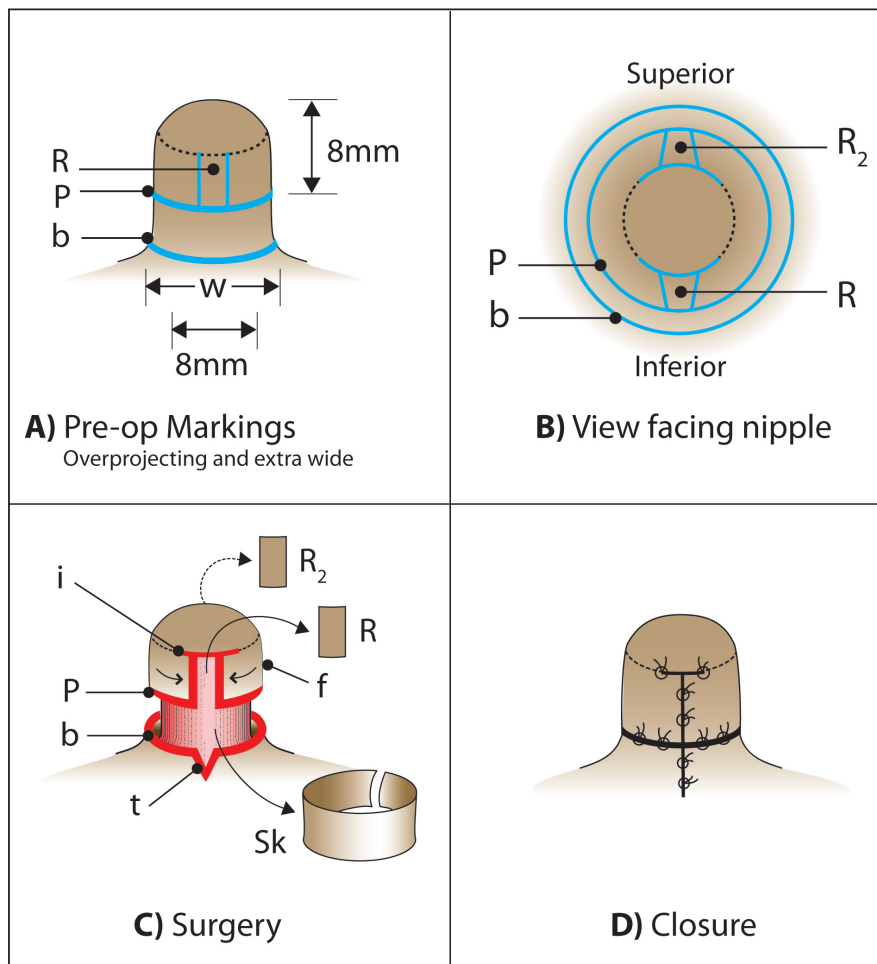 8mm
R
P
b
w
8mm
A) Pre-op Markings
Overprojecting and extra wide
Superior
R2
P
R
b
Inferior
B) View facing nipple
R2
i
R
f
P
b
t
Sk
C) Surgery
D) Closure